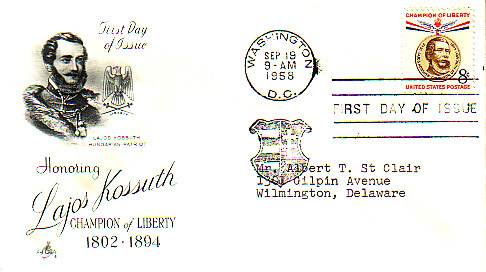 First Day
of Issue
LAJOS KOSSUTH
HUNGARIAN PATRIOT
Honoring
Lajos Kossuth
CHAMPION of LIBERTY
1802 · 1894
WASHINGTON
SEP 19
9-AM
1958
D.C.
CHAMPION OF LIBERTY
8¢
UNITED STATES POSTAGE
FIRST DAY OF ISSUE
Mr. Albert T. St Clair
Gilpin Avenue
Wilmington, Delaware